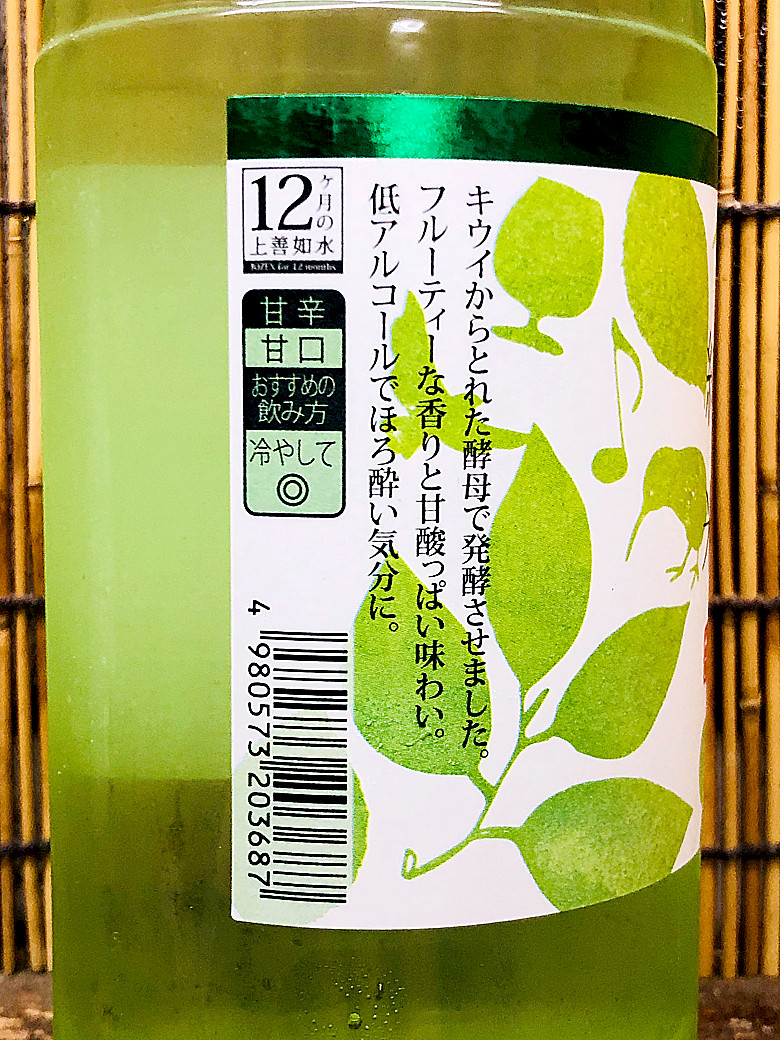 キウイからとれた酵母で発酵させました。
フルーティーな香りと甘酸っぱい味わい。
低アルコールでほろ酔い気分に。
12ヶ月の
上善如水
JOZEN for 12 months
甘辛
甘口
おすすめの
飲み方
冷やして
◎
4 980573 203687